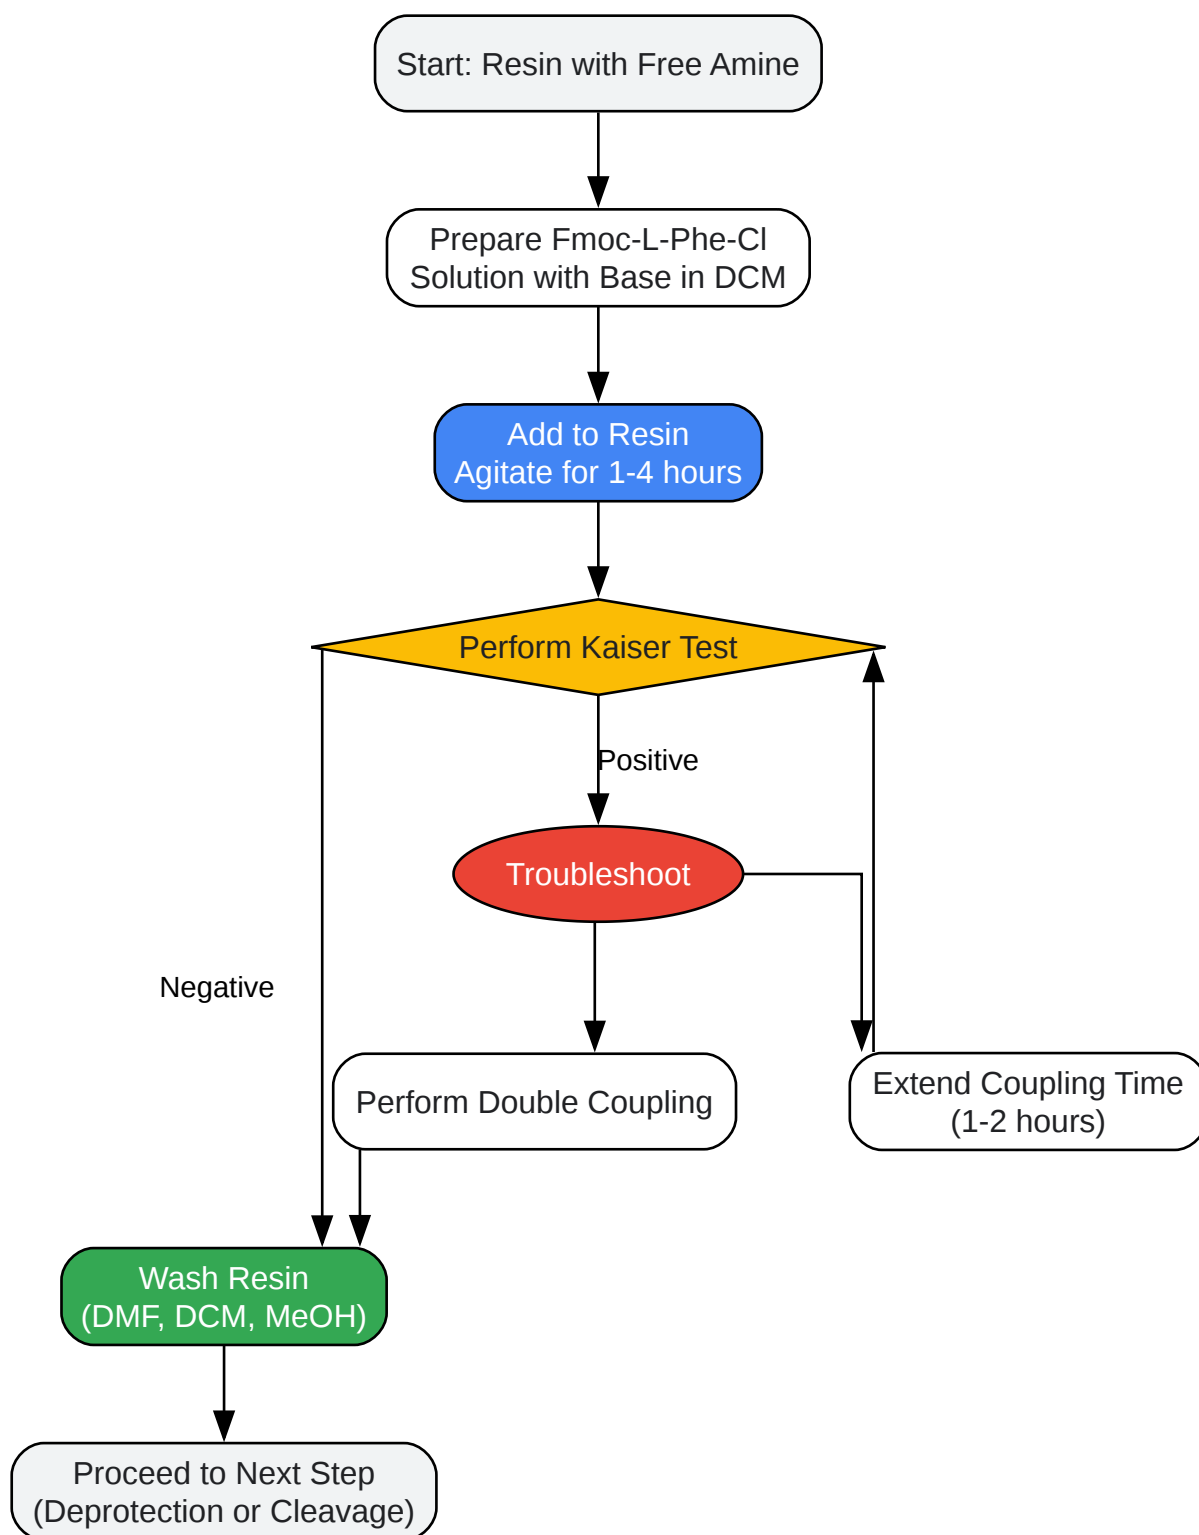 Start: Resin with Free Amine
Prepare Fmoc-L-Phe-Cl
Solution with Base in DCM
Add to Resin
Agitate for 1-4 hours
Perform Kaiser Test
Positive
Troubleshoot
Negative
Perform Double Coupling
Extend Coupling Time
(1-2 hours)
Wash Resin
(DMF, DCM, MeOH)
Proceed to Next Step
(Deprotection or Cleavage)